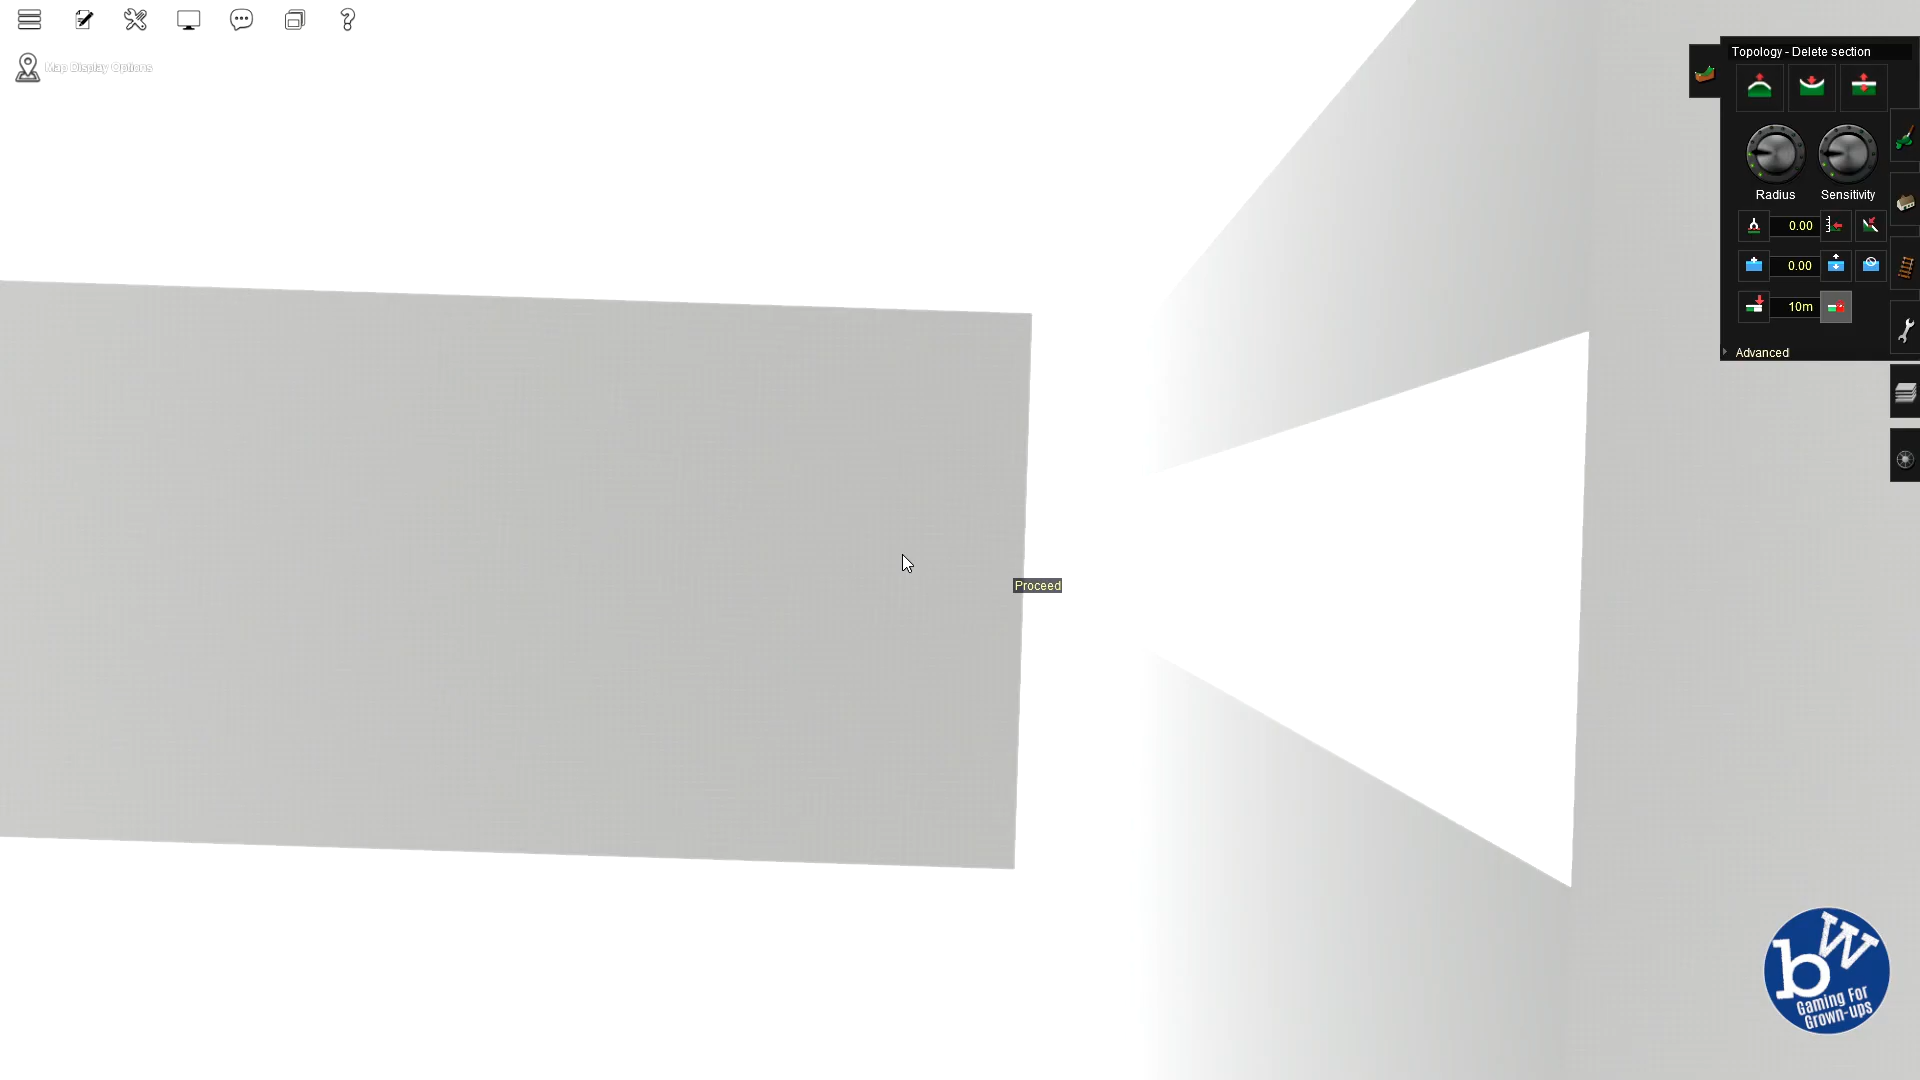 Map Display Options
Topology - Delete section
Radius
Sensitivity
0.00
0.00
10m
Advanced
Proceed
bW
Gaming For
Grown-ups